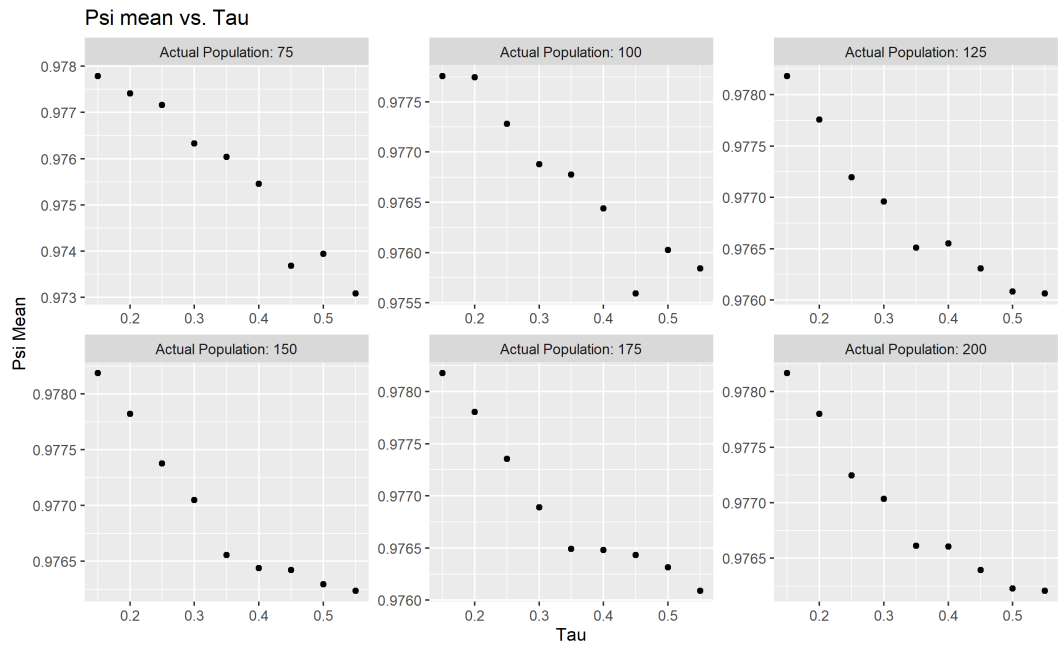 Psi mean vs. Tau
Actual Population: 75
Actual Population: 100
Actual Population: 125
0.978
0.977
0.976
0.975
0.974
0.973
0.9775
0.9770
0.9765
0.9760
0.9755
0.9780
0.9775
0.9770
0.9765
0.9760
0.2 0.3 0.4 0.5
0.2 0.3 0.4 0.5
0.2 0.3 0.4 0.5
Psi Mean
Actual Population: 150
Actual Population: 175
Actual Population: 200
0.9780
0.9775
0.9770
0.9765
0.9780
0.9775
0.9770
0.9765
0.9760
0.9780
0.9775
0.9770
0.9765
0.2 0.3 0.4 0.5
0.2 0.3 0.4 0.5
0.2 0.3 0.4 0.5
Tau